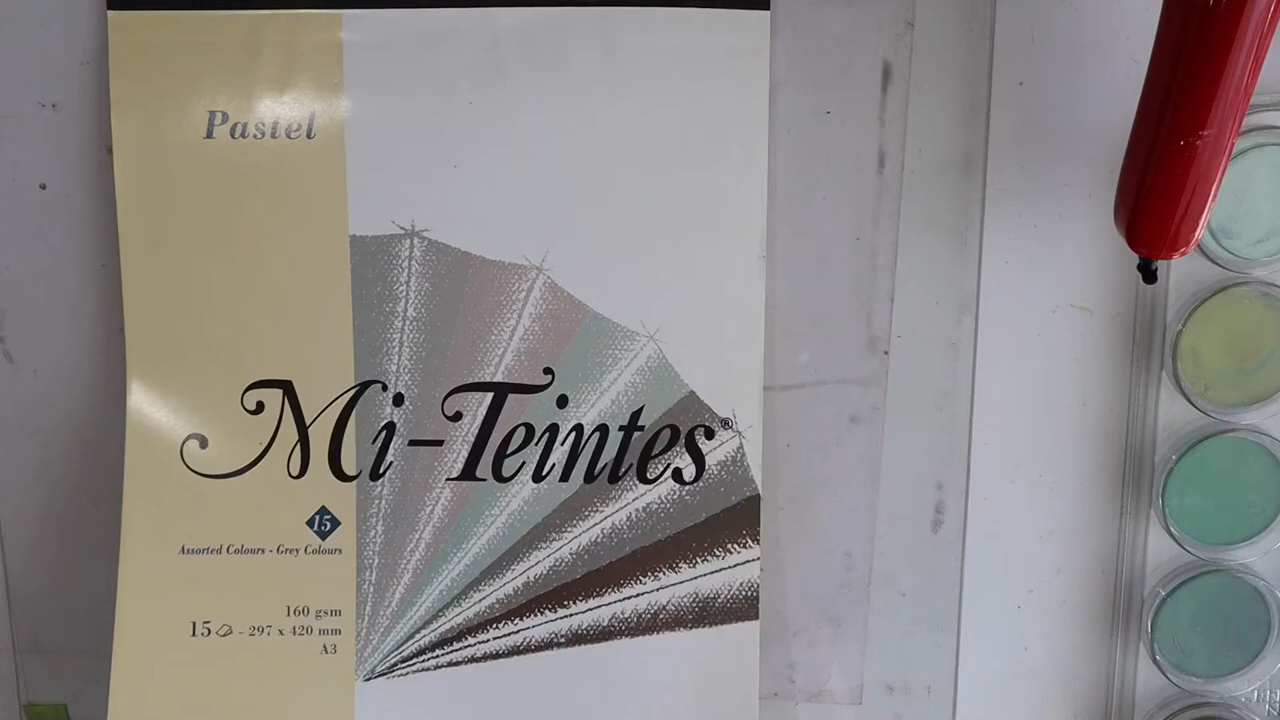 Pastel
Mi-Teintes®
15
Assorted Colours - Grey Colours
160 gsm
15 - 297 x 420 mm
A3